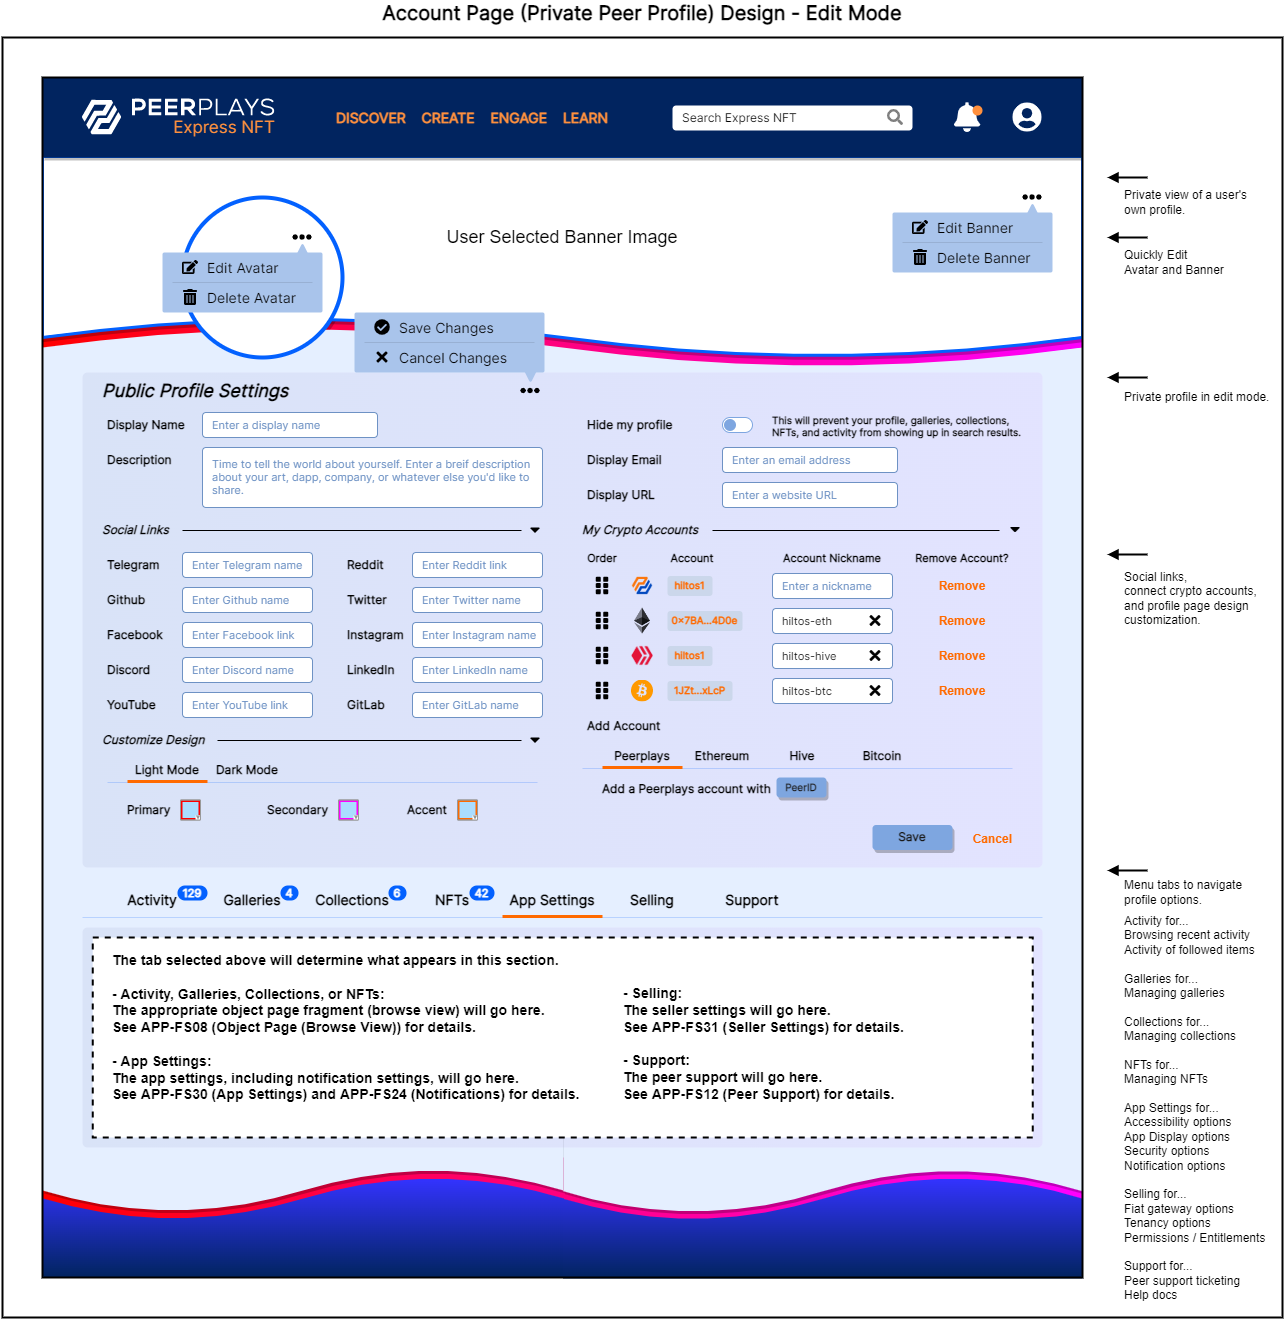 Account Page (Private Peer Profile) Design - Edit Mode
PEERPLAYS
Express NFT
DISCOVER CREATE ENGAGE LEARN
Search Express NFT
Edit Avatar
Delete Avatar
User Selected Banner Image
Edit Banner
Delete Banner
Save Changes
Cancel Changes
Public Profile Settings
Display Name
Enter a display name
Description
Time to tell the world about yourself. Enter a breif description
about your art, dapp, company, or whatever else you'd like to
share.
Hide my profile
This will prevent your profile, galleries, collections,
NFTs, and activity from showing up in search results.
Display Email
Enter an email address
Display URL
Enter a website URL
Social Links
Telegram Enter Telegram name Reddit Enter Reddit link
Github Enter Github name Twitter Enter Twitter name
Facebook Enter Facebook link Instagram Enter Instagram name
Discord Enter Discord name LinkedIn Enter LinkedIn name
YouTube Enter YouTube link GitLab Enter GitLab name
Customize Design
Light Mode Dark Mode
Primary Secondary Accent
My Crypto Accounts
Order Account Account Nickname Remove Account?
hiltos1 Enter a nickname Remove
0x7BA...4D0e hiltos-eth Remove
hiltos1 hiltos-hive Remove
1JZt...xLcP hiltos-btc Remove
Add Account
Peerplays Ethereum Hive Bitcoin
Add a Peerplays account with PeerID
Save Cancel
Activity 129 Galleries 4 Collections 6 NFTs 42 App Settings Selling Support
The tab selected above will determine what appears in this section.
- Activity, Galleries, Collections, or NFTs:
The appropriate object page fragment (browse view) will go here.
See APP-FS08 (Object Page (Browse View)) for details.
- App Settings:
The app settings, including notification settings, will go here.
See APP-FS30 (App Settings) and APP-FS24 (Notifications) for details.
- Selling:
The seller settings will go here.
See APP-FS31 (Seller Settings) for details.
- Support:
The peer support will go here.
See APP-FS12 (Peer Support) for details.
Private view of a user's
own profile.
Quickly Edit
Avatar and Banner
Private profile in edit mode.
Social links,
connect crypto accounts,
and profile page design
customization.
Menu tabs to navigate
profile options.
Activity for...
Browsing recent activity
Activity of followed items
Galleries for...
Managing galleries
Collections for...
Managing collections
NFTs for...
Managing NFTs
App Settings for...
Accessibility options
App Display options
Security options
Notification options
Selling for...
Fiat gateway options
Tenancy options
Permissions / Entitlements
Support for...
Peer support ticketing
Help docs